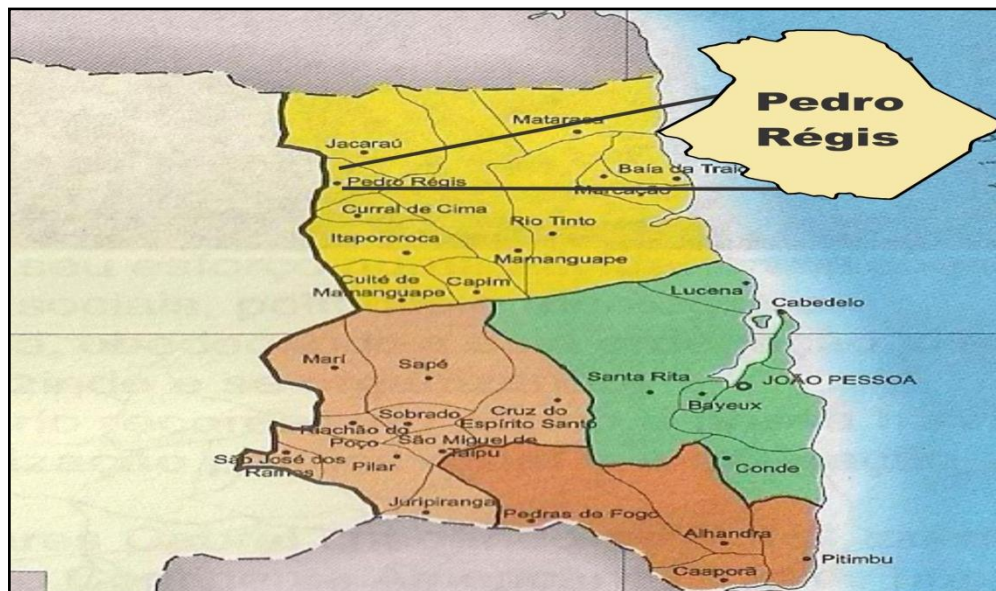 Pedro
Régis
Mataraca
Jacaraú
Baía da Traiç
Pedro Régis
Marcação
Curral de Cima
Rio Tinto
Itapororoca
Mamanguape
Cuité de
Mamanguape
Capim
Lucena
Cabedelo
Marí
Sapé
Santa Rita
JOÃO PESSOA
Bayeux
Sobrado
Cruz do
Espírito Santo
Riachão do
Poço
São Miguel de
Taipu
São José dos
Ramos
Pilar
Conde
Juripiranga
Pedras de Fogo
Alhandra
Pitimbu
Caaporã